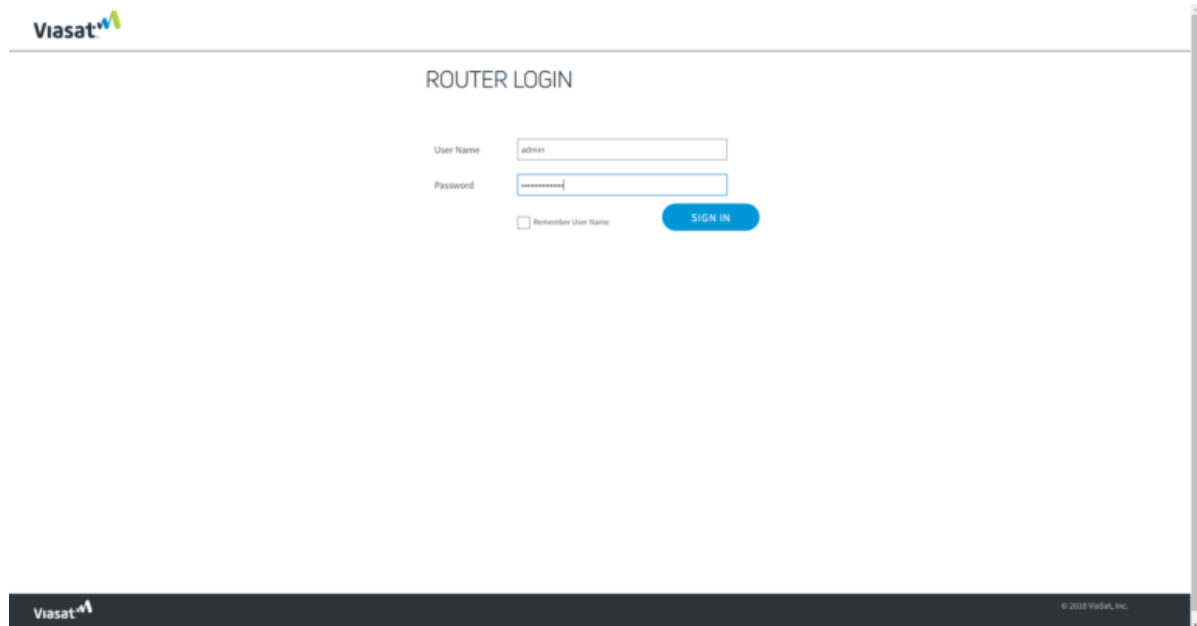 Viasat
ROUTER LOGIN
User Name admin
Password ••••••••••••
Remember User Name SIGN IN
Viasat
© 2018 ViaSat, Inc.